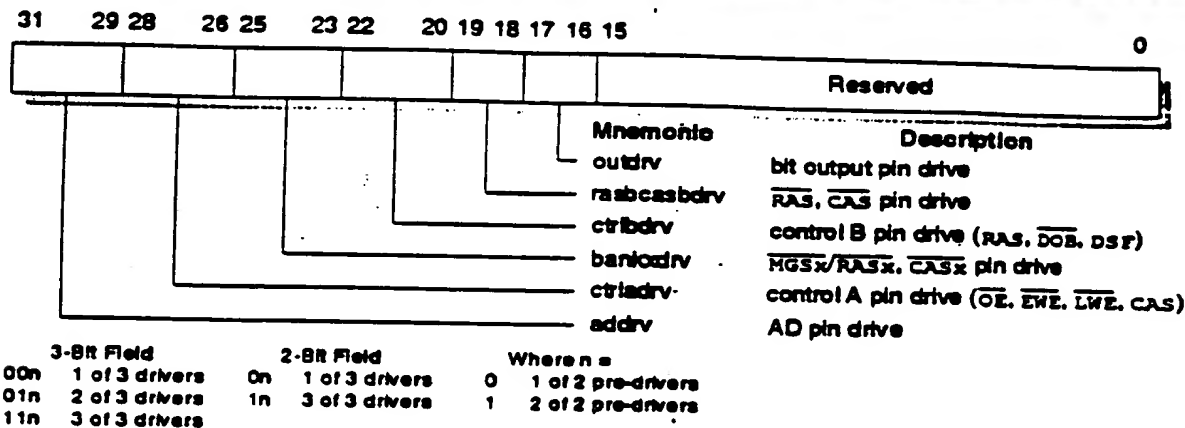 31 29 28 26 25 23 22 20 19 18 17 16 15 0
Reserved
Mnemonic Description
outdrv bit output pin drive
rasbcasbdrv RAS, CAS pin drive
ctrlbdrv control B pin drive (RAS, DOB, DSF)
bankxdrv MGSx/RASx, CASx pin drive
ctrladrv control A pin drive (OE, EWE, LWE, CAS)
addrv AD pin drive
3-Bit Field 2-Bit Field Where n =
00n 1 of 3 drivers 0n 1 of 3 drivers 0 1 of 2 pre-drivers
01n 2 of 3 drivers 1n 3 of 3 drivers 1 2 of 2 pre-drivers
11n 3 of 3 drivers